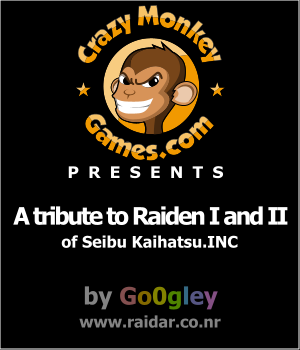 Crazy Monkey
Games.com
PRESENTS
A tribute to Raiden I and II
of Seibu Kaihatsu.INC
by Go0gley
www.raidar.co.nr